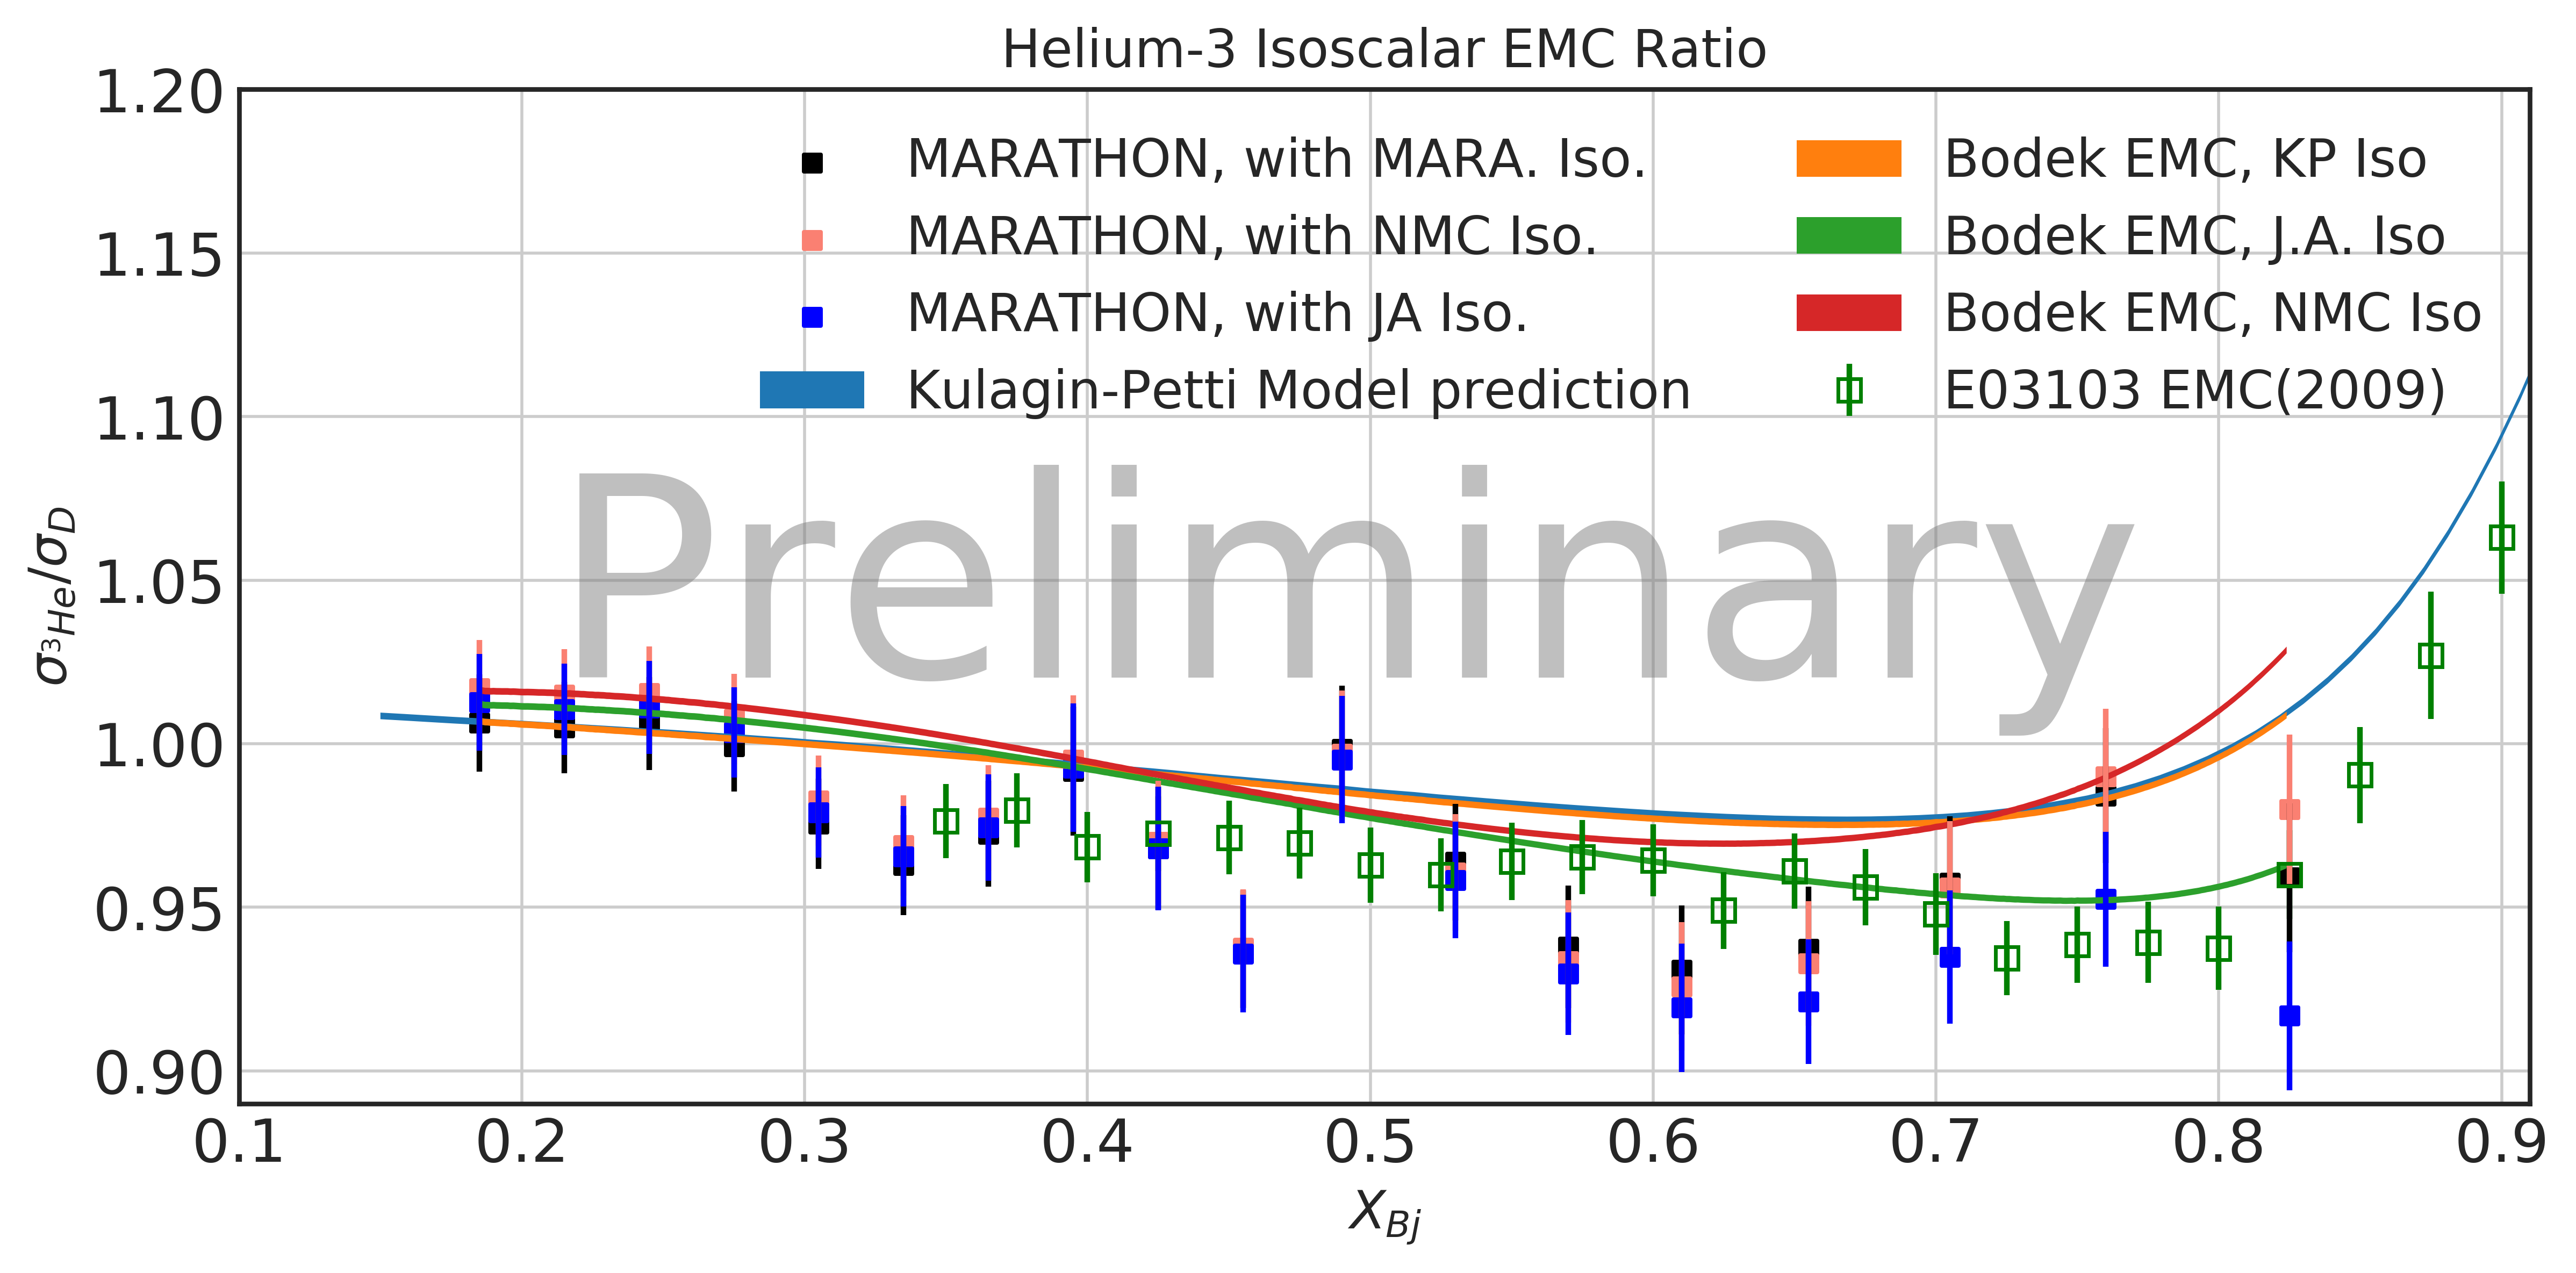 Helium-3 Isoscalar EMC Ratio
1.20
1.15
1.10
1.05
1.00
0.95
0.90
σ³He/σD
MARATHON, with MARA. Iso.
MARATHON, with NMC Iso.
MARATHON, with JA Iso.
Kulagin-Petti Model prediction
Bodek EMC, KP Iso
Bodek EMC, J.A. Iso
Bodek EMC, NMC Iso
E03103 EMC(2009)
Preliminary
0.1 0.2 0.3 0.4 0.5 0.6 0.7 0.8 0.9
XBj